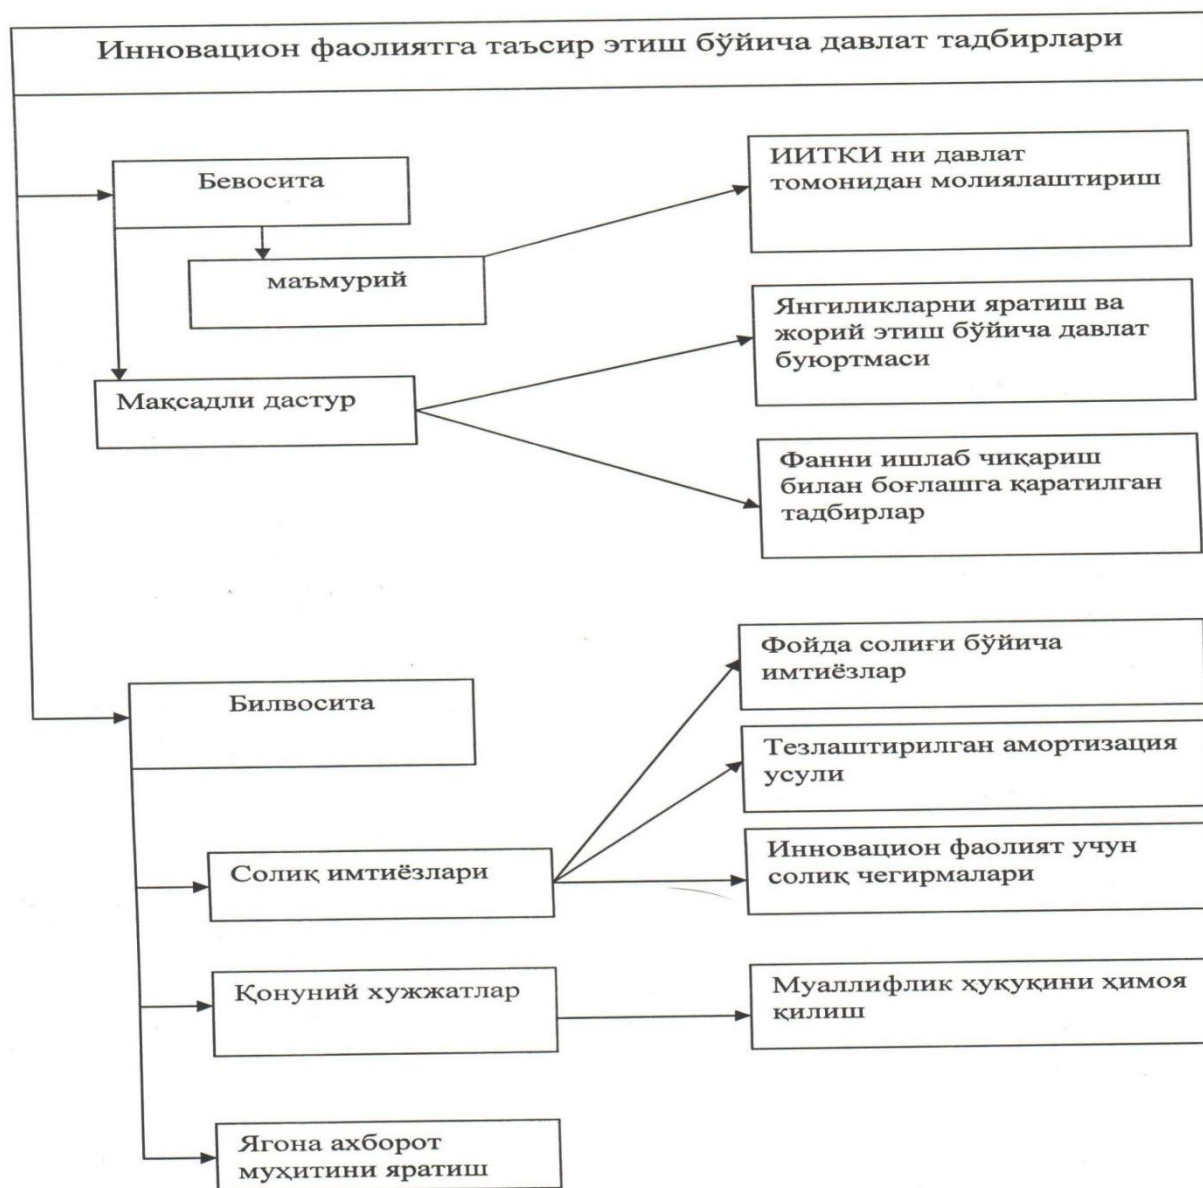 Инновацион фаолиятга таъсир этиш бўйича давлат тадбирлари
Бевосита
маъмурий
Мақсадли дастур
ИИТКИ ни давлат
томонидан молиялаштириш
Янгиликларни яратиш ва
жорий этиш бўйича давлат
буюртмаси
Фанни ишлаб чиқариш
билан боғлашга қаратилган
тадбирлар
Билвосита
Солиқ имтиёзлари
Қонуний хужжатлар
Ягона ахборот
муҳитини яратиш
Фойда солиғи бўйича
имтиёзлар
Тезлаштирилган амортизация
усули
Инновацион фаолият учун
солиқ чегирмалари
Муаллифлик ҳуқуқини ҳимоя
қилиш